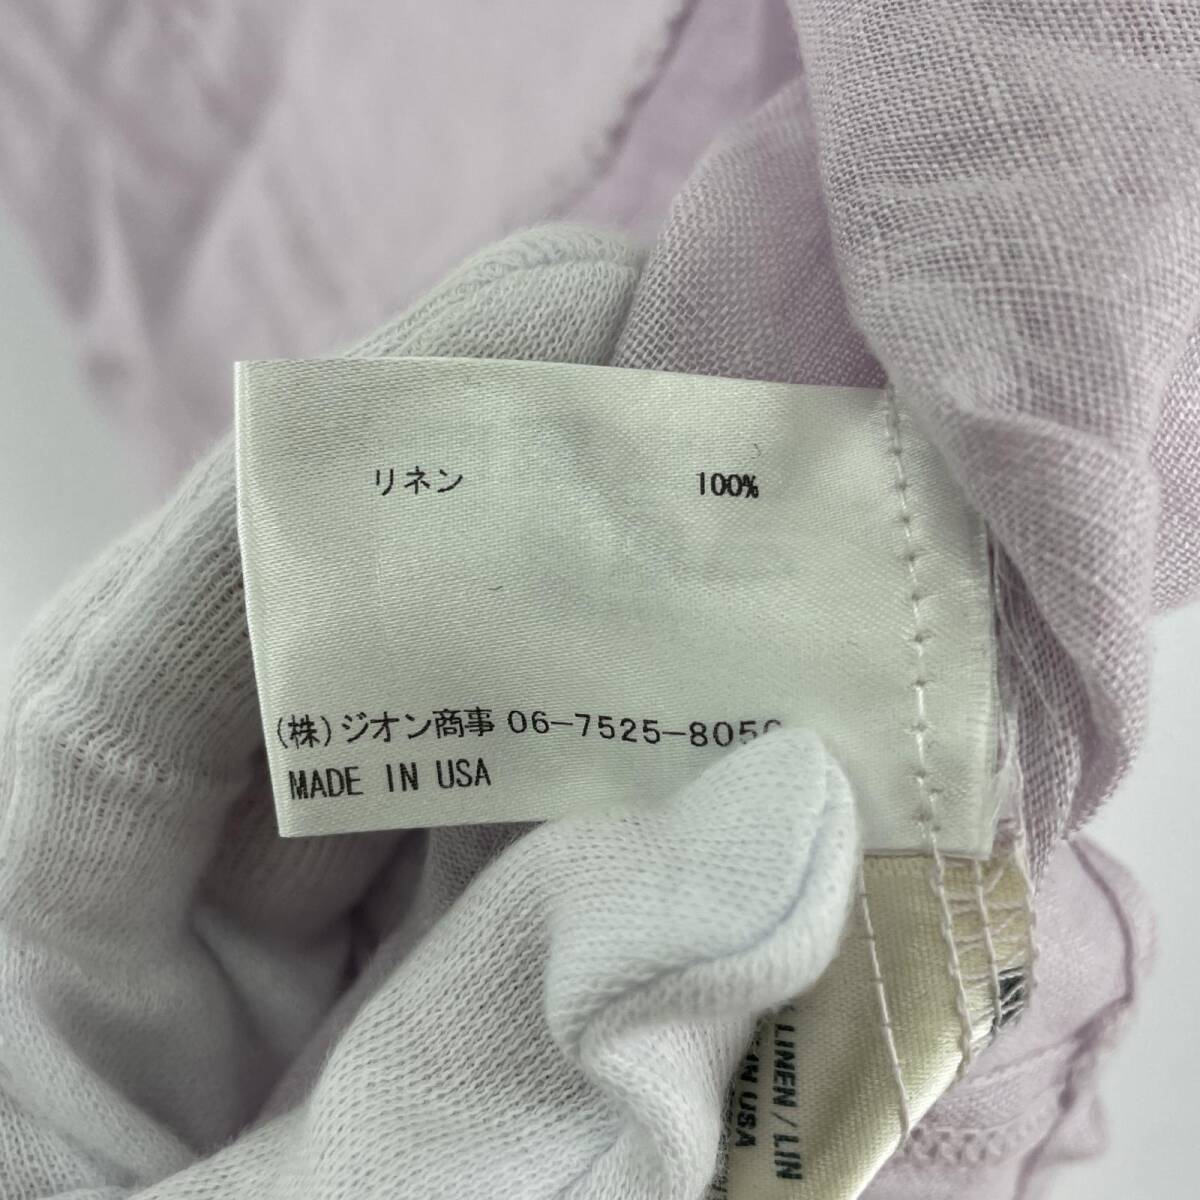 リネン 100%
(株)ジオン商事 06-7525-805
MADE IN USA
LINEN / LIN
USA